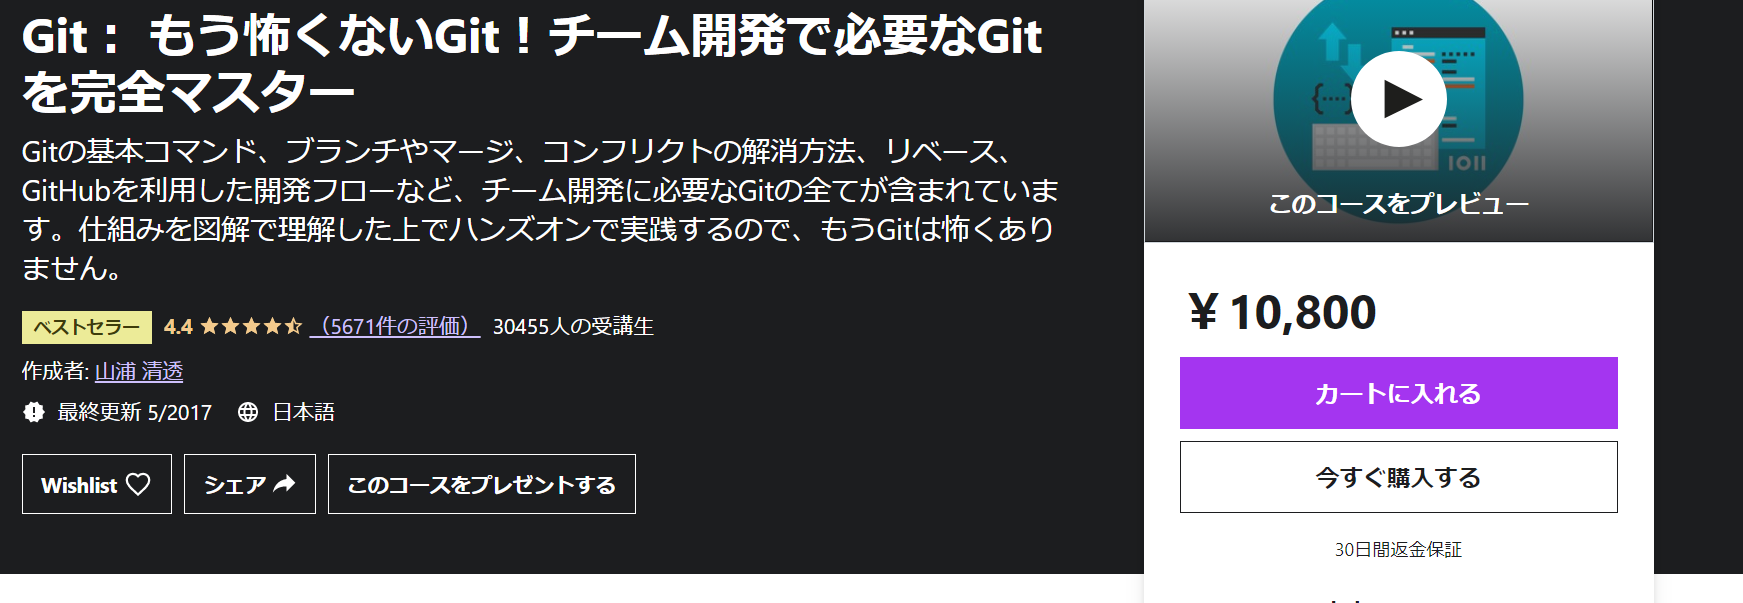 Git： もう怖くないGit！チーム開発で必要なGit
を完全マスター
Gitの基本コマンド、ブランチやマージ、コンフリクトの解消方法、リベース、
GitHubを利用した開発フローなど、チーム開発に必要なGitの全てが含まれていま
す。仕組みを図解で理解した上でハンズオンで実践するので、もうGitは怖くあり
ません。
ベストセラー 4.4 （5671件の評価） 30455人の受講生
作成者: 山浦 清透
最終更新 5/2017 日本語
Wishlist シェア このコースをプレゼントする
{....}
IOII
このコースをプレビュー
￥10,800
カートに入れる
今すぐ購入する
30日間返金保証